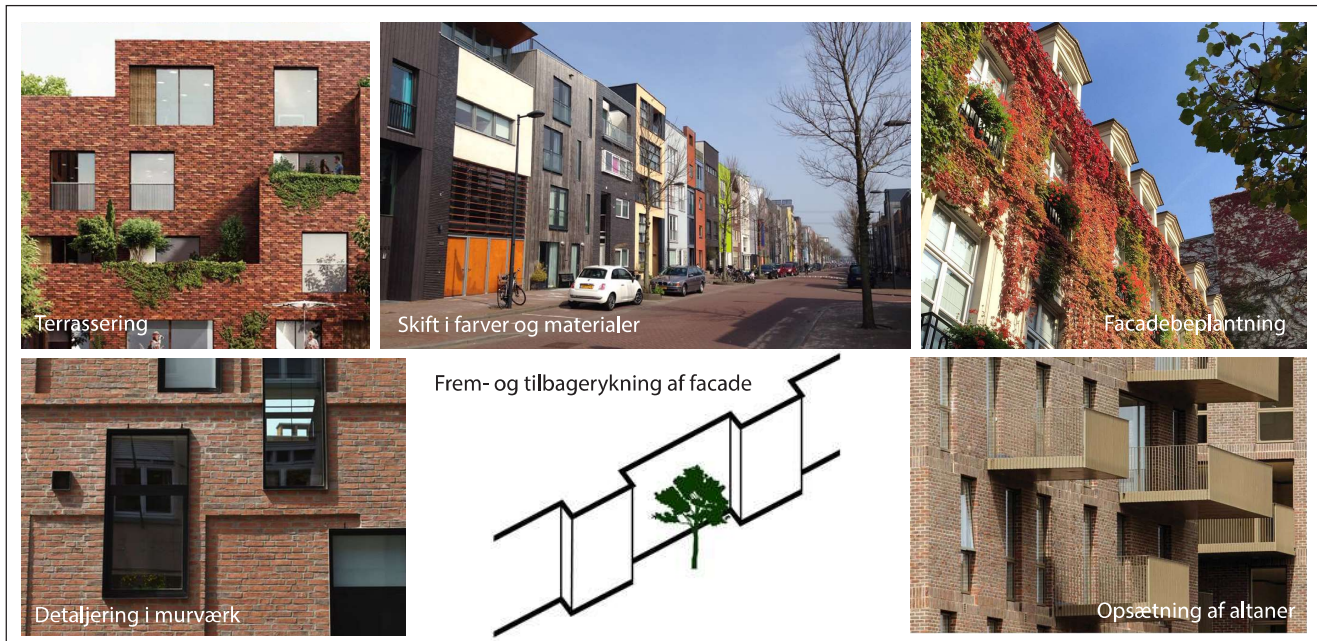 Terrassering
Skift i farver og materialer
Facadebeplantning
Frem- og tilbagerykning af facade
Detaljering i murværk
Opsætning af altaner